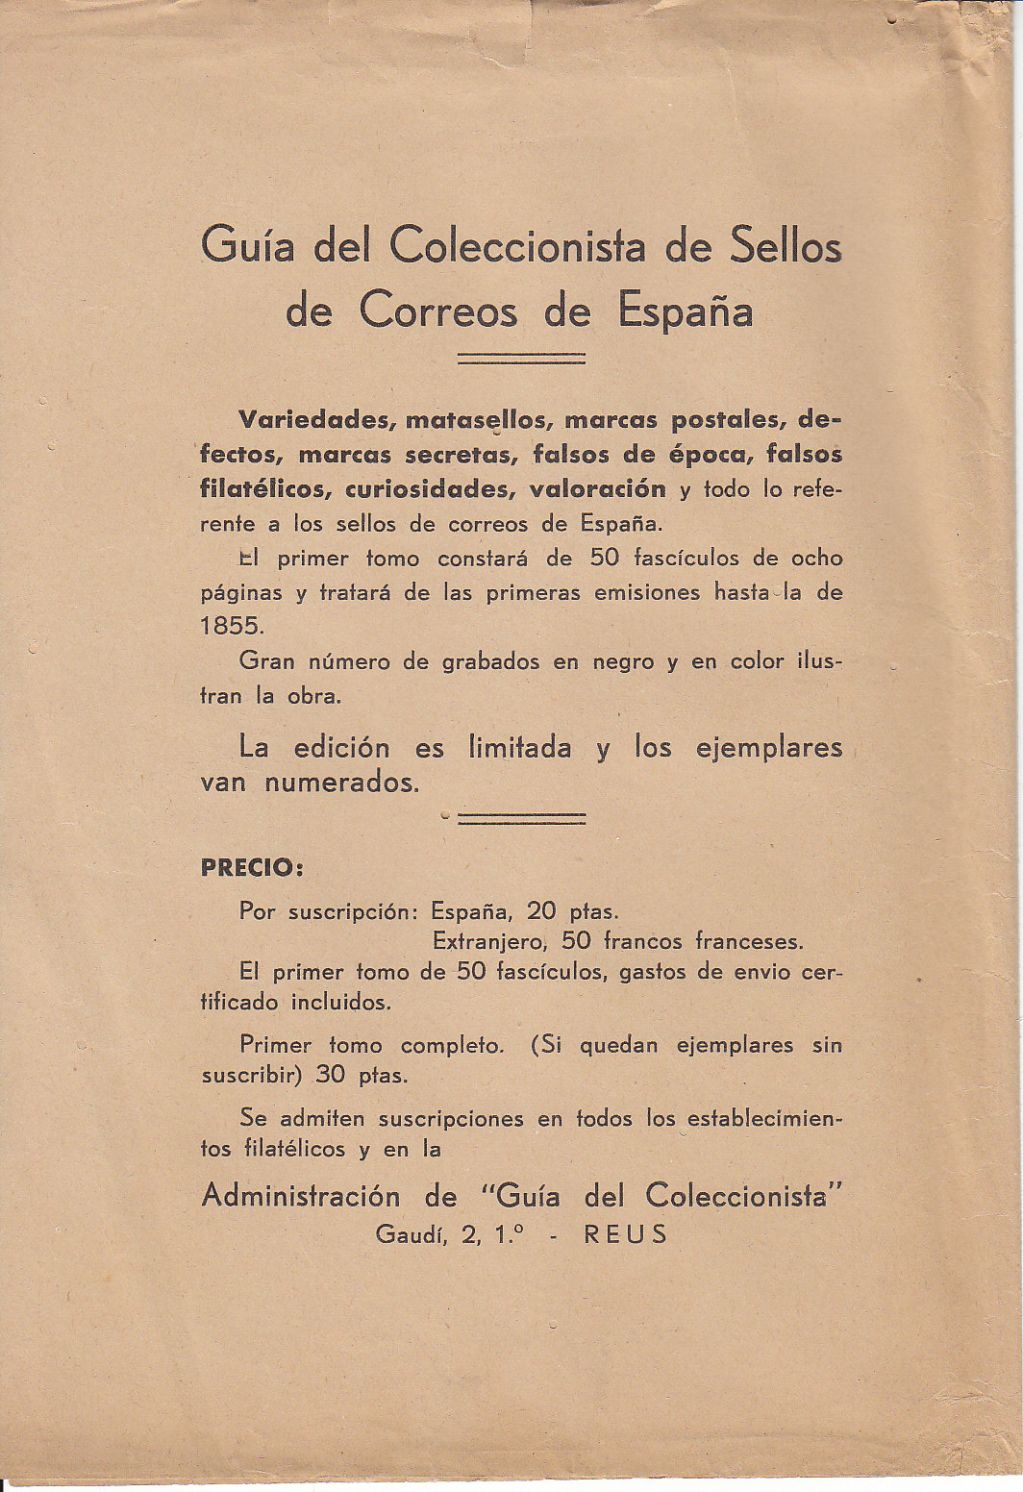 Guía del Coleccionista de Sellos
de Correos de España
Variedades, matasellos, marcas postales, de-
fectos, marcas secretas, falsos de época, falsos
filatélicos, curiosidades, valoración y todo lo refe-
rente a los sellos de correos de España.
El primer tomo constará de 50 fascículos de ocho
páginas y tratará de las primeras emisiones hasta la de
1855.
Gran número de grabados en negro y en color ilus-
tran la obra.
La edición es limitada y los ejemplares
van numerados.
PRECIO:
Por suscripción: España, 20 ptas.
Extranjero, 50 francos franceses.
El primer tomo de 50 fascículos, gastos de envio cer-
tificado incluidos.
Primer tomo completo. (Si quedan ejemplares sin
suscribir) 30 ptas.
Se admiten suscripciones en todos los establecimien-
tos filatélicos y en la
Administración de "Guía del Coleccionista"
Gaudí, 2, 1.º - REUS